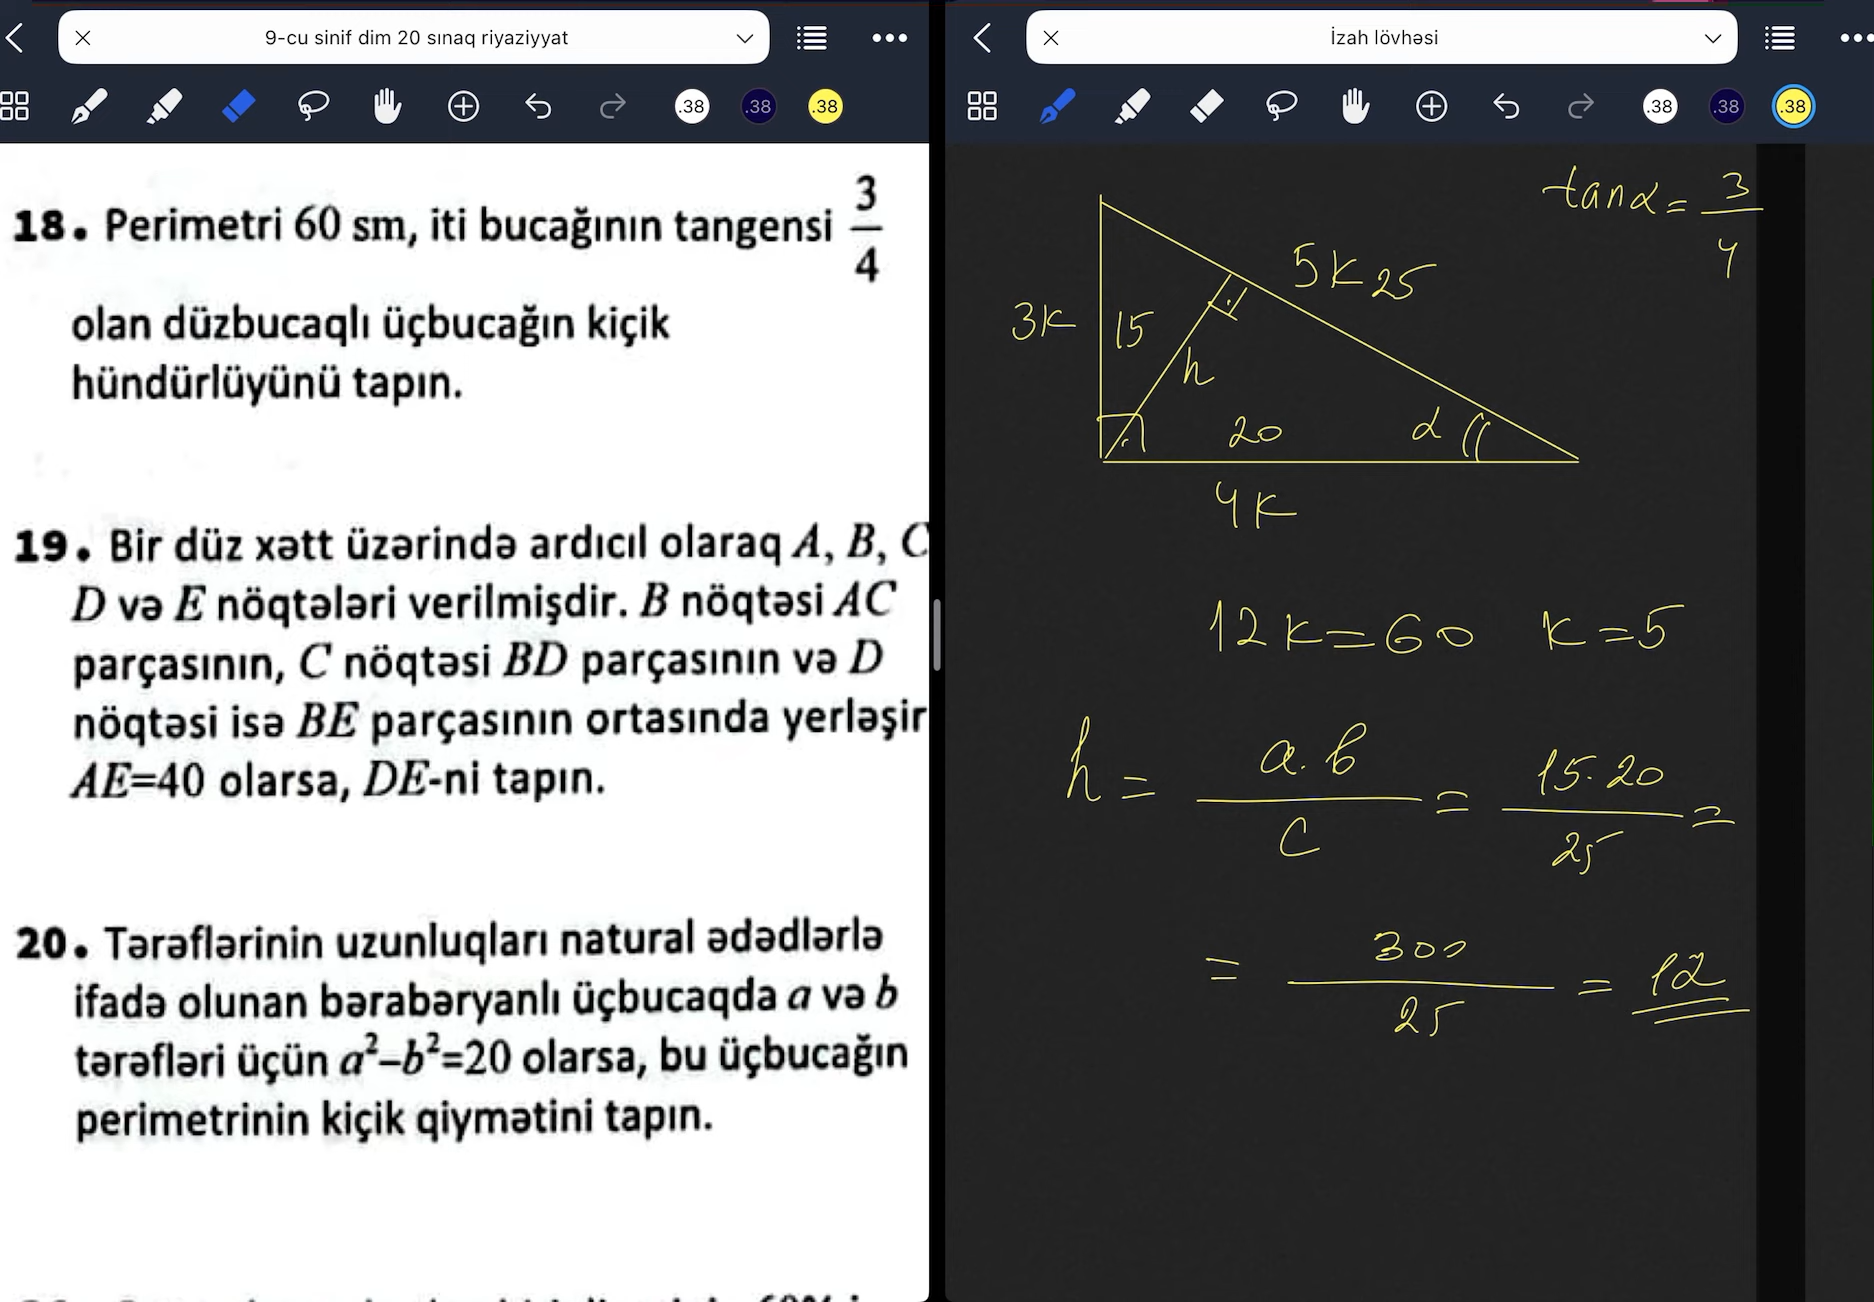 9-cu sinif dim 20 sınaq riyaziyyat
.38 .38 .38
18. Perimetri 60 sm, iti bucağının tangensi 3/4
olan düzbucaqlı üçbucağın kiçik
hündürlüyünü tapın.
19. Bir düz xətt üzərində ardıcıl olaraq A, B, C
D və E nöqtələri verilmişdir. B nöqtəsi AC
parçasının, C nöqtəsi BD parçasının və D
nöqtəsi isə BE parçasının ortasında yerləşir
AE=40 olarsa, DE-ni tapın.
20. Tərəflərinin uzunluqları natural ədədlərlə
ifadə olunan bərabəryanlı üçbucaqda a və b
tərəfləri üçün a²–b²=20 olarsa, bu üçbucağın
perimetrinin kiçik qiymətini tapın.
İzah lövhəsi
.38 .38 .38
tanα = 3/4
5k 25
3k 15
h
20 α
4k
12k=60 k=5
h = a·b/c = 15·20/25 =
= 300/25 = 12